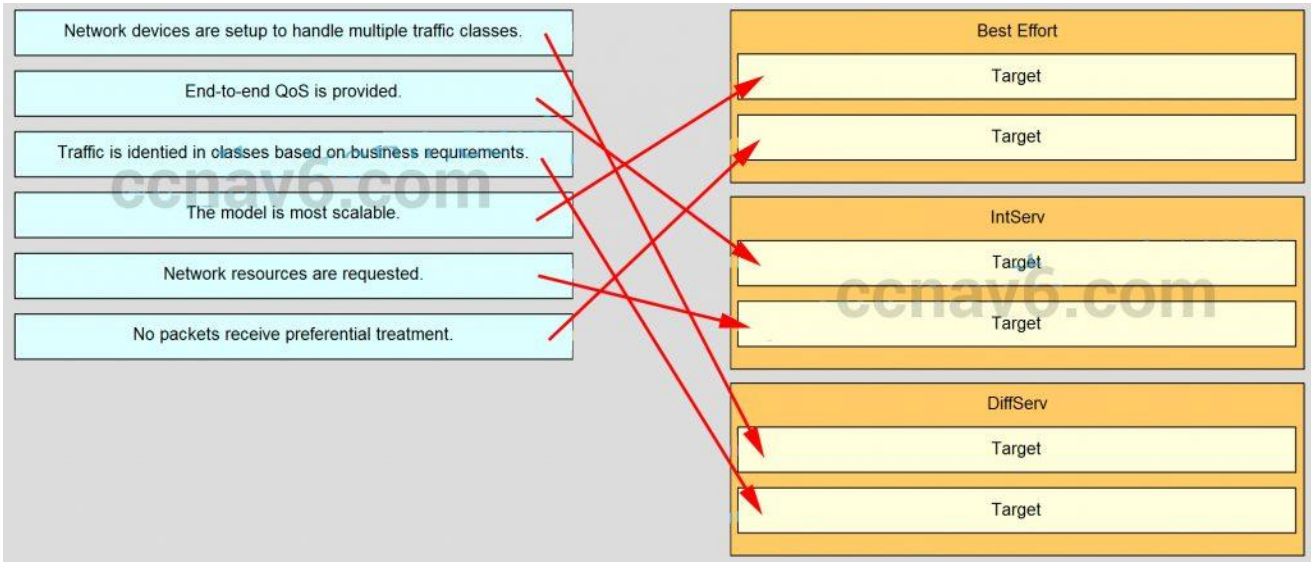 Network devices are setup to handle multiple traffic classes.
End-to-end QoS is provided.
Traffic is identied in classes based on business requrements.
The model is most scalable.
Network resources are requested.
No packets receive preferential treatment.
Best Effort
Target
Target
IntServ
Target
Target
DiffServ
Target
Target
ccnav6.com
ccnav6.com